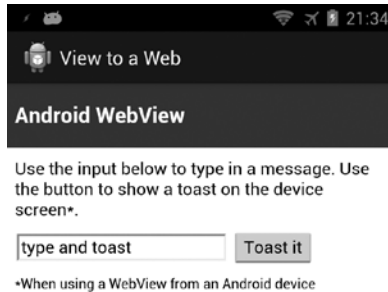 21:34
View to a Web
Android WebView
Use the input below to type in a message. Use
the button to show a toast on the device
screen*.
type and toast Toast it
*When using a WebView from an Android device